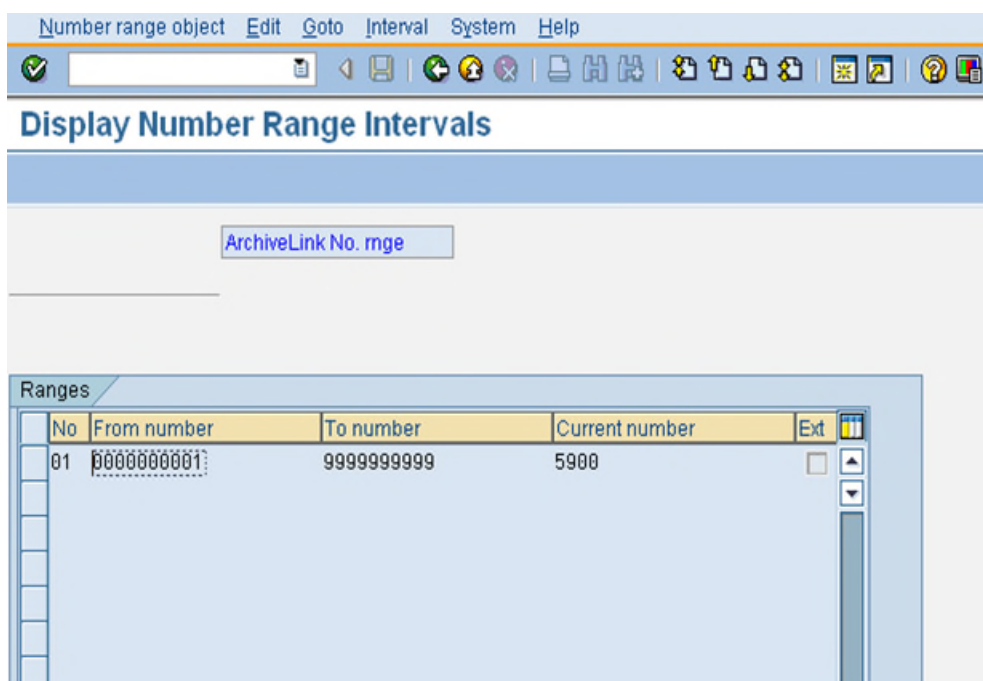 Number range object Edit Goto Interval System Help
Display Number Range Intervals
ArchiveLink No. rnge
Ranges
No From number To number Current number Ext
01 0000000001 9999999999 5900